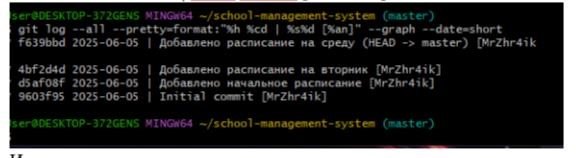 ser@DESKTOP-372GENS MINGW64 ~/school-management-system (master)
git log --all --pretty=format:"%h %cd | %s%d [%an]" --graph --date=short
f639bbd 2025-06-05 | Добавлено расписание на среду (HEAD -> master) [MrZhr4ik
4bf2d4d 2025-06-05 | Добавлено расписание на вторник [MrZhr4ik]
d5af08f 2025-06-05 | Добавлено начальное расписание [MrZhr4ik]
9603f95 2025-06-05 | Initial commit [MrZhr4ik]
ser@DESKTOP-372GENS MINGW64 ~/school-management-system (master)